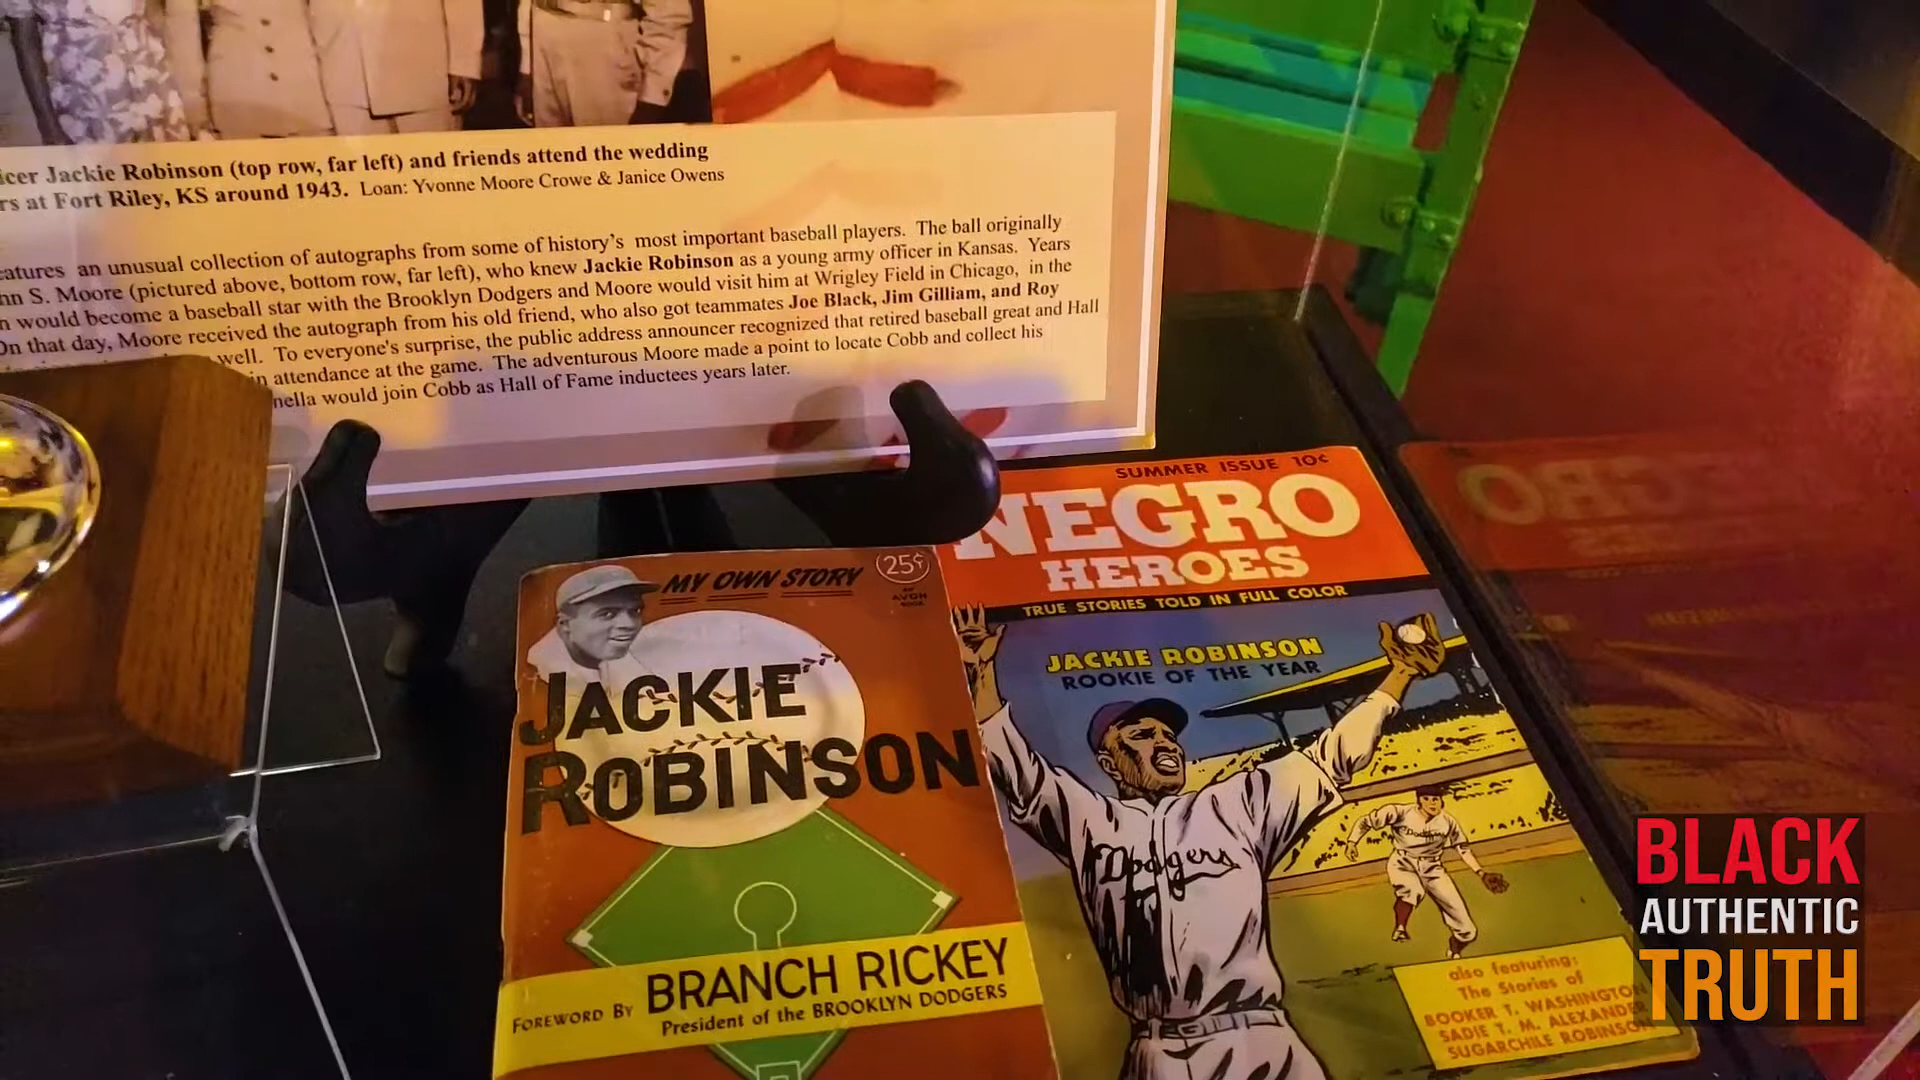 icer Jackie Robinson (top row, far left) and friends attend the wedding
rs at Fort Riley, KS around 1943. Loan: Yvonne Moore Crowe & Janice Owens
eatures an unusual collection of autographs from some of history's most important baseball players. The ball originally
hn S. Moore (pictured above, bottom row, far left), who knew Jackie Robinson as a young army officer in Kansas. Years
n would become a baseball star with the Brooklyn Dodgers and Moore would visit him at Wrigley Field in Chicago, in the
On that day, Moore received the autograph from his old friend, who also got teammates Joe Black, Jim Gilliam, and Roy
well. To everyone's surprise, the public address announcer recognized that retired baseball great and Hall
in attendance at the game. The adventurous Moore made a point to locate Cobb and collect his
nella would join Cobb as Hall of Fame inductees years later.
MY OWN STORY
25¢
AN
AVON
BOOK
JACKIE
ROBINSON
FOREWORD BY BRANCH RICKEY
President of the BROOKLYN DODGERS
SUMMER ISSUE 10¢
NEGRO
HEROES
TRUE STORIES TOLD IN FULL COLOR
JACKIE ROBINSON
ROOKIE OF THE YEAR
Dodgers
Dodgers
also featuring:
The Stories of
BOOKER T. WASHINGTON
SADIE T. M. ALEXANDER
SUGARCHILE ROBINSON
BLACK
AUTHENTIC
TRUTH